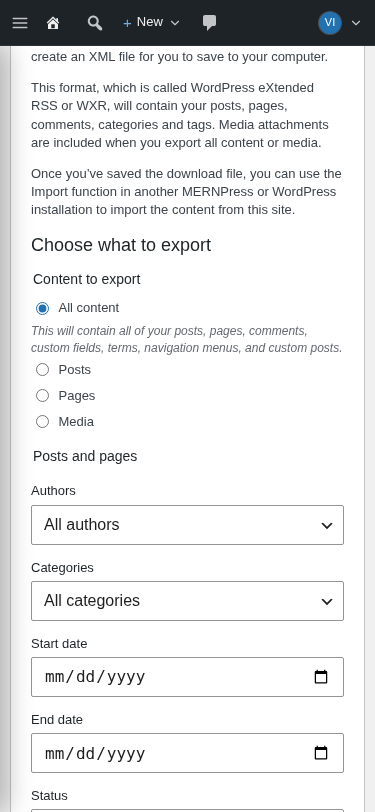 + New
VI
create an XML file for you to save to your computer.
This format, which is called WordPress eXtended
RSS or WXR, will contain your posts, pages,
comments, categories and tags. Media attachments
are included when you export all content or media.
Once you've saved the download file, you can use the
Import function in another MERNPress or WordPress
installation to import the content from this site.
Choose what to export
Content to export
All content
This will contain all of your posts, pages, comments,
custom fields, terms, navigation menus, and custom posts.
Posts
Pages
Media
Posts and pages
Authors
All authors
Categories
All categories
Start date
mm/dd/yyyy
End date
mm/dd/yyyy
Status